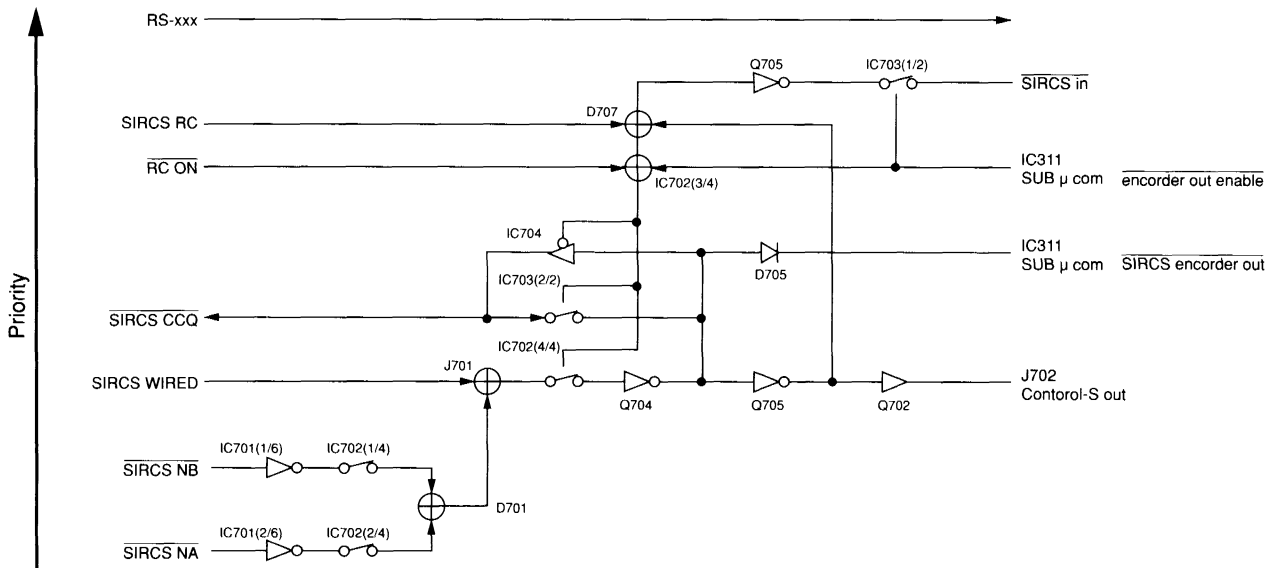 RS-xxx
Q705
IC703(1/2)
SIRCS in
D707
SIRCS RC
RC ON
IC702(3/4)
IC311
SUB μ com encorder out enable
IC704
D705
IC311
SUB μ com SIRCS encorder out
IC703(2/2)
SIRCS CCQ
Priority
IC702(4/4)
J701
SIRCS WIRED
Q704
Q705
Q702
J702
Contorol-S out
IC701(1/6)
IC702(1/4)
SIRCS NB
D701
IC701(2/6)
IC702(2/4)
SIRCS NA